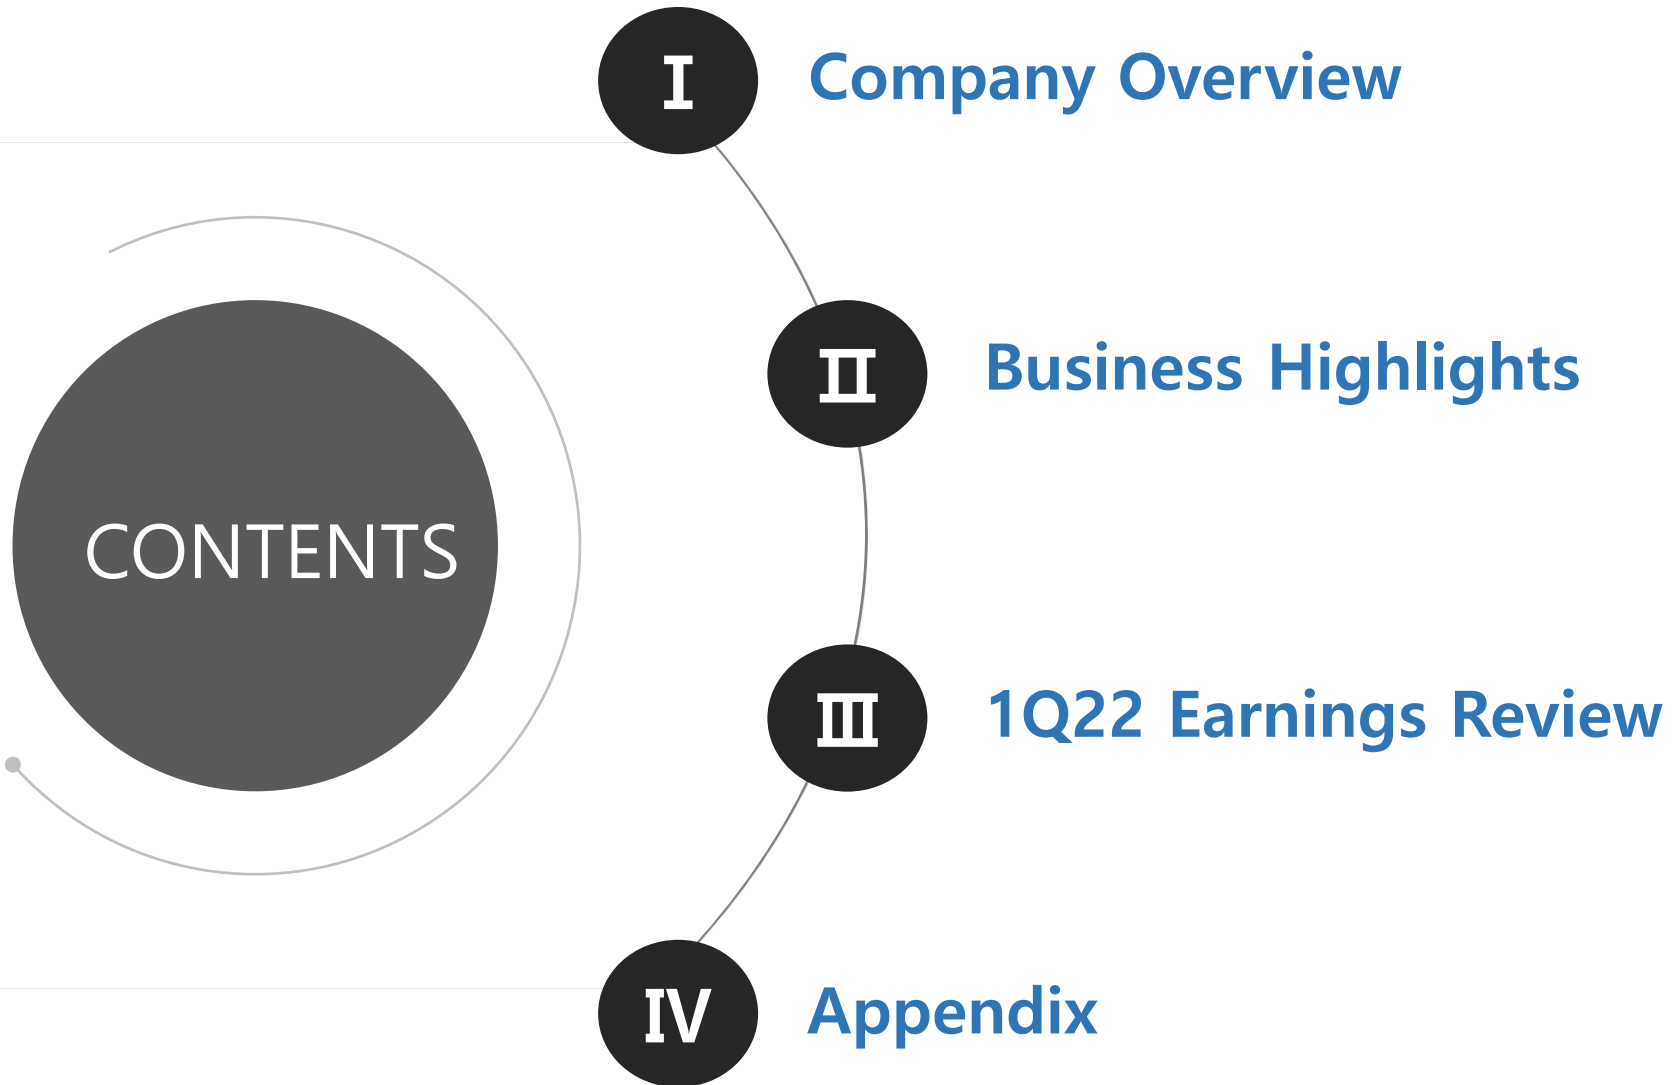 CONTENTS
Ⅰ Company Overview
Ⅱ Business Highlights
Ⅲ 1Q22 Earnings Review
Ⅳ Appendix